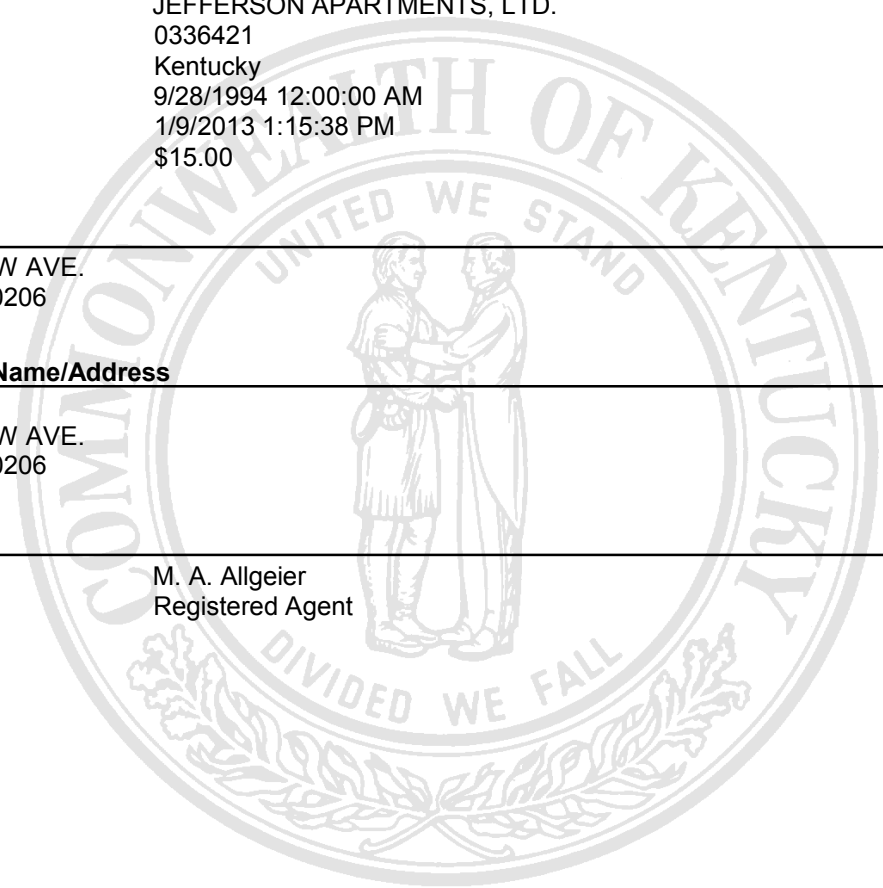 JEFFERSON APARTMENTS, LTD.
0336421
Kentucky
9/28/1994 12:00:00 AM
1/9/2013 1:15:38 PM
$15.00
COMMONWEALTH OF KENTUCKY
UNITED WE STAND
W AVE.
0206
Name/Address
W AVE.
0206
M. A. Allgeier
Registered Agent
DIVIDED WE FALL